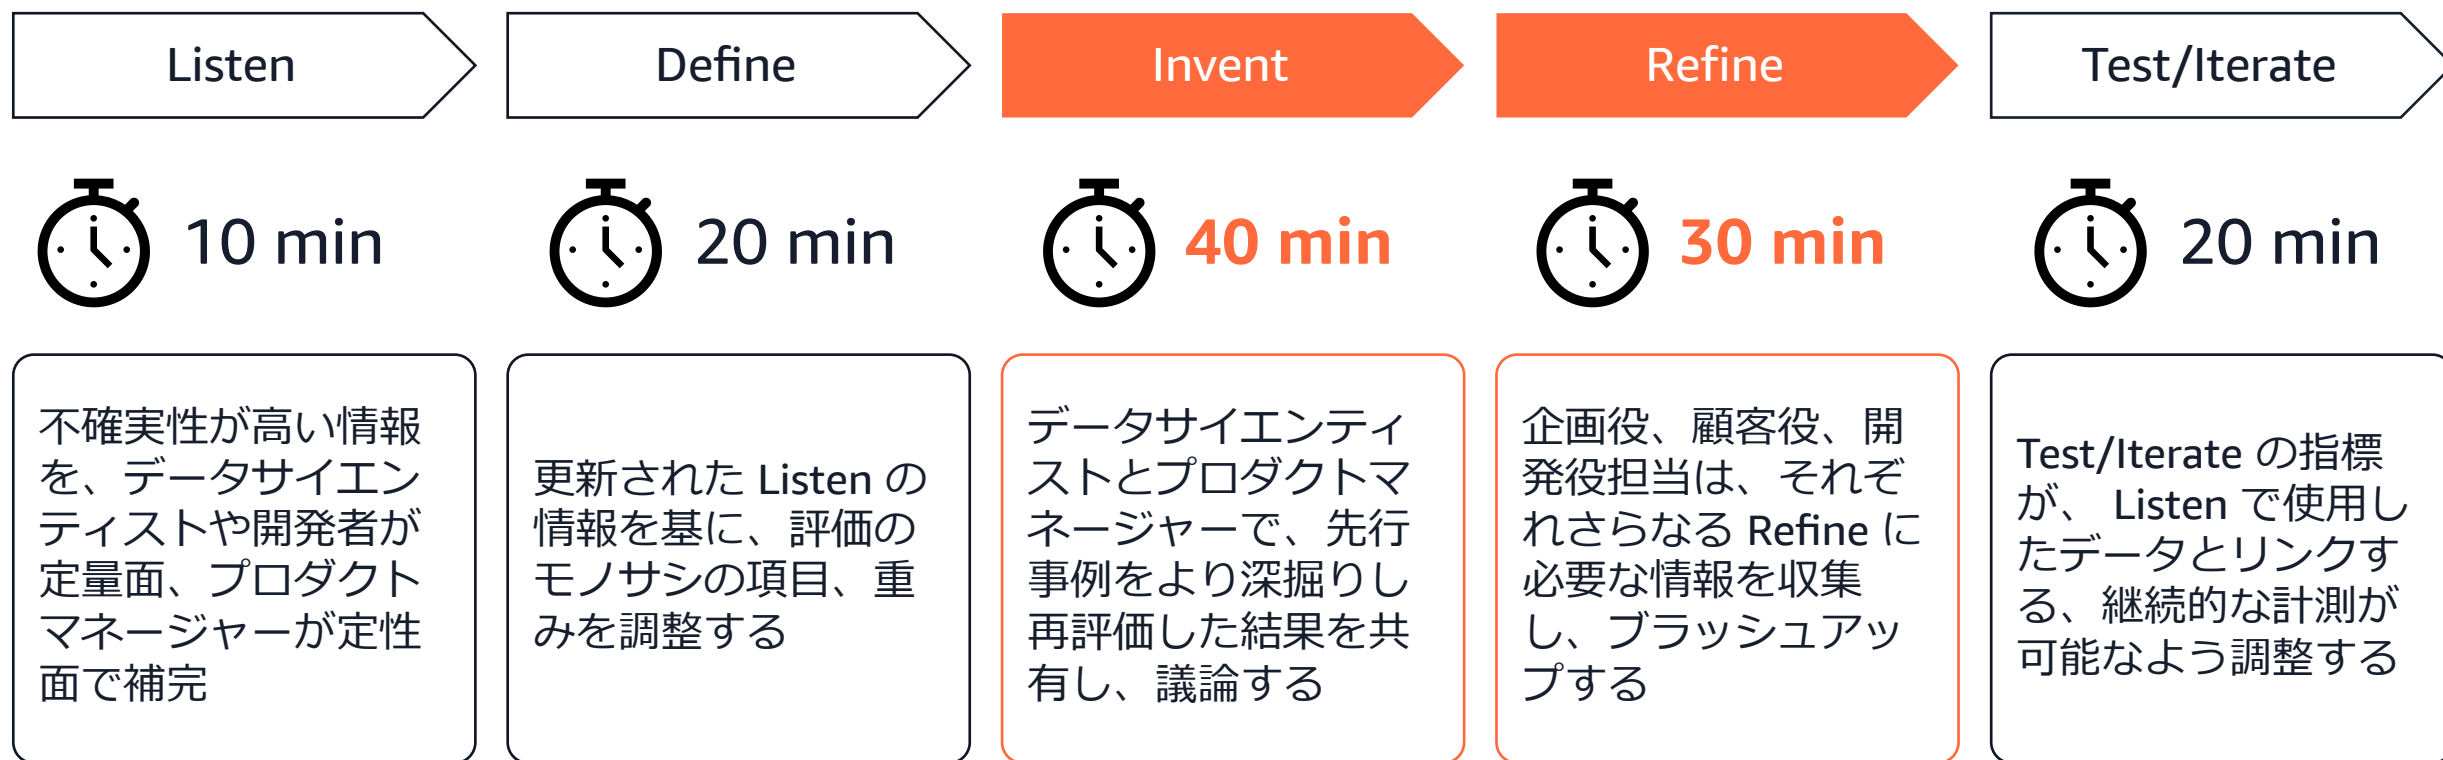 Listen
Define
Invent
Refine
Test/Iterate
10 min
20 min
40 min
30 min
20 min
不確実性が高い情報
を、データサイエン
ティストや開発者が
定量面、プロダクト
マネージャーが定性
面で補完
更新された Listen の
情報を基に、評価の
モノサシの項目、重
みを調整する
データサイエンティ
ストとプロダクトマ
ネージャーで、先行
事例をより深掘りし
再評価した結果を共
有し、議論する
企画役、顧客役、開
発役担当は、それぞ
れさらなる Refine に
必要な情報を収集
し、ブラッシュアッ
プする
Test/Iterate の指標
が、 Listen で使用し
たデータとリンクす
る、継続的な計測が
可能なよう調整する